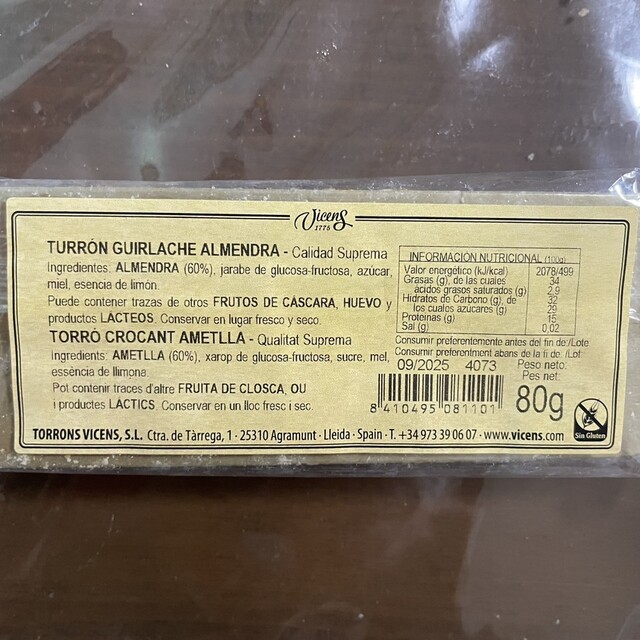 Vicens
1775
TURRÓN GUIRLACHE ALMENDRA - Calidad Suprema
Ingredientes: ALMENDRA (60%), jarabe de glucosa-fructosa, azúcar,
miel, esencia de limón.
Puede contener trazas de otros FRUTOS DE CÁSCARA, HUEVO y
productos LÁCTEOS. Conservar en lugar fresco y seco.
TORRÓ CROCANT AMETLLA - Qualitat Suprema
Ingredients: AMETLLA (60%), xarop de glucosa-fructosa, sucre, mel,
essència de llimona.
Pot contenir traces d'altre FRUITA DE CLOSCA, OU
i productes LÀCTICS. Conservar en un lloc fresc i sec.
INFORMACIÓN NUTRICIONAL (100g)
Valor energético (kJ/kcal) 2078/499
Grasas (g), de las cuales 34
ácidos grasos saturados (g) 2,9
Hidratos de Carbono (g), de 32
los cuales azúcares (g) 29
Proteínas (g) 15
Sal (g) 0,02
Consumir preferentemente antes del fin de:/Lote
Consumir preferentment abans de la fi de: /Lot:
09/2025 4073
Peso neto:
Pes net:
80g
8 410495 081101
Sin Gluten
TORRONS VICENS, S.L. Ctra. de Tàrrega, 1 · 25310 Agramunt · Lleida · Spain · T. +34 973 39 06 07 · www.vicens.com